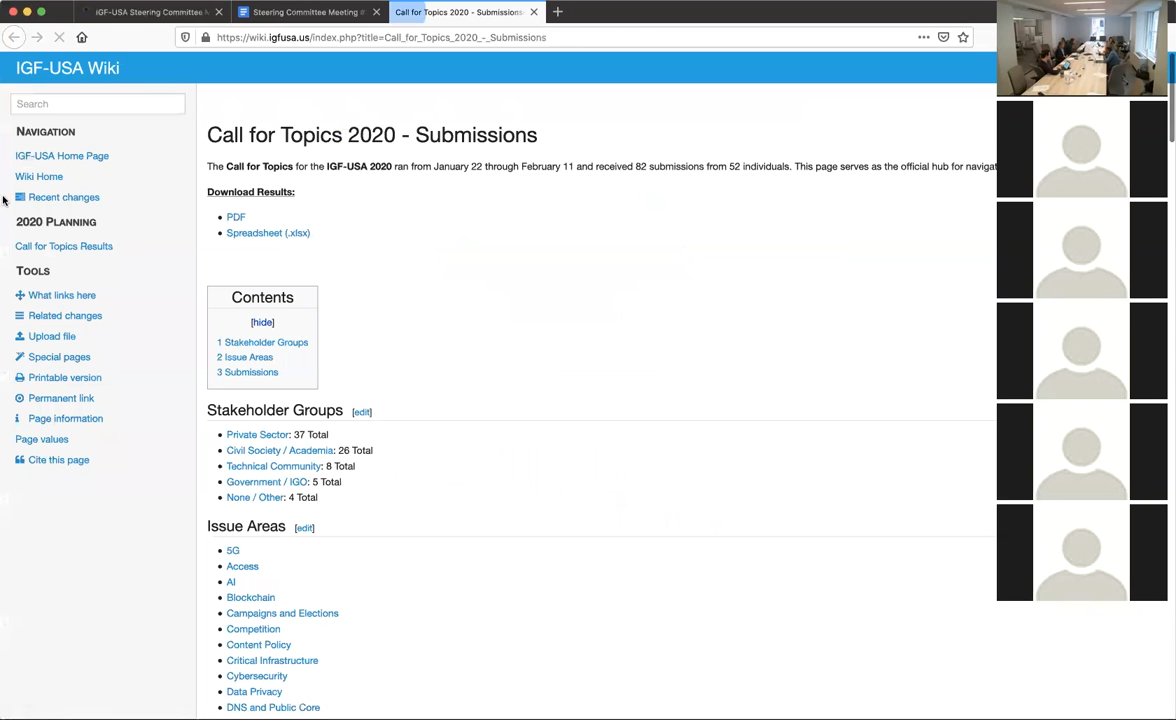 IGF-USA Steering Committee M
Steering Committee Meeting #
Call for Topics 2020 - Submissions
https://wiki.igfusa.us/index.php?title=Call_for_Topics_2020_-_Submissions
IGF-USA Wiki
Search
NAVIGATION
IGF-USA Home Page
Wiki Home
Recent changes
2020 PLANNING
Call for Topics Results
TOOLS
What links here
Related changes
Upload file
Special pages
Printable version
Permanent link
Page information
Page values
Cite this page
Call for Topics 2020 - Submissions
The Call for Topics for the IGF-USA 2020 ran from January 22 through February 11 and received 82 submissions from 52 individuals. This page serves as the official hub for navigat
Download Results:
PDF
Spreadsheet (.xlsx)
Contents
[hide]
1 Stakeholder Groups
2 Issue Areas
3 Submissions
Stakeholder Groups [edit]
Private Sector: 37 Total
Civil Society / Academia: 26 Total
Technical Community: 8 Total
Government / IGO: 5 Total
None / Other: 4 Total
Issue Areas [edit]
5G
Access
AI
Blockchain
Campaigns and Elections
Competition
Content Policy
Critical Infrastructure
Cybersecurity
Data Privacy
DNS and Public Core